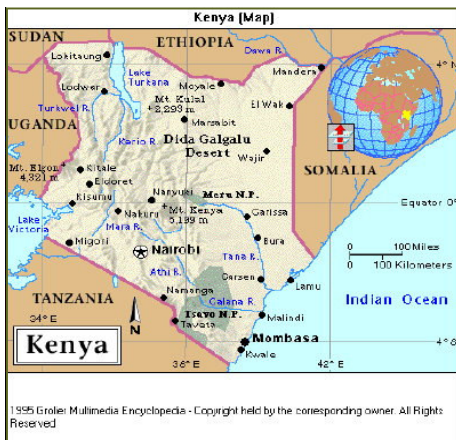 Kenya (Map)
SUDAN
ETHIOPIA
Lokitaung
Lake
Turkana
Dawa R.
Mandera
4° N
Lodwar
Moyale
Mt. Kulal
2,293 m
Turkwel R.
El Wak
Marsabit
UGANDA
Kerio R.
Dida Galgalu
Desert
Wajir
SOMALIA
Mt. Elgon
4,321 m
Kitale
Eldoret
Nanyuki
Meru N.P.
Kisumu
Equator 0°
Lake
Victoria
Nakuru
Mt. Kenya
5,199 m
Garissa
Mara R.
Migori
Nairobi
Bura
Tana R.
0 100 Miles
0 100 Kilometers
Athi R.
Garsen
Lamu
TANZANIA
Namanga
Galana R.
Indian Ocean
34° E
N
Tsavo N.P.
Malindi
Taveta
Kenya
Mombasa
38° E
Kwale
42° E
4° S
1995 Grolier Multimedia Encyclopedia - Copyright held by the corresponding owner. All Rights
Reserved